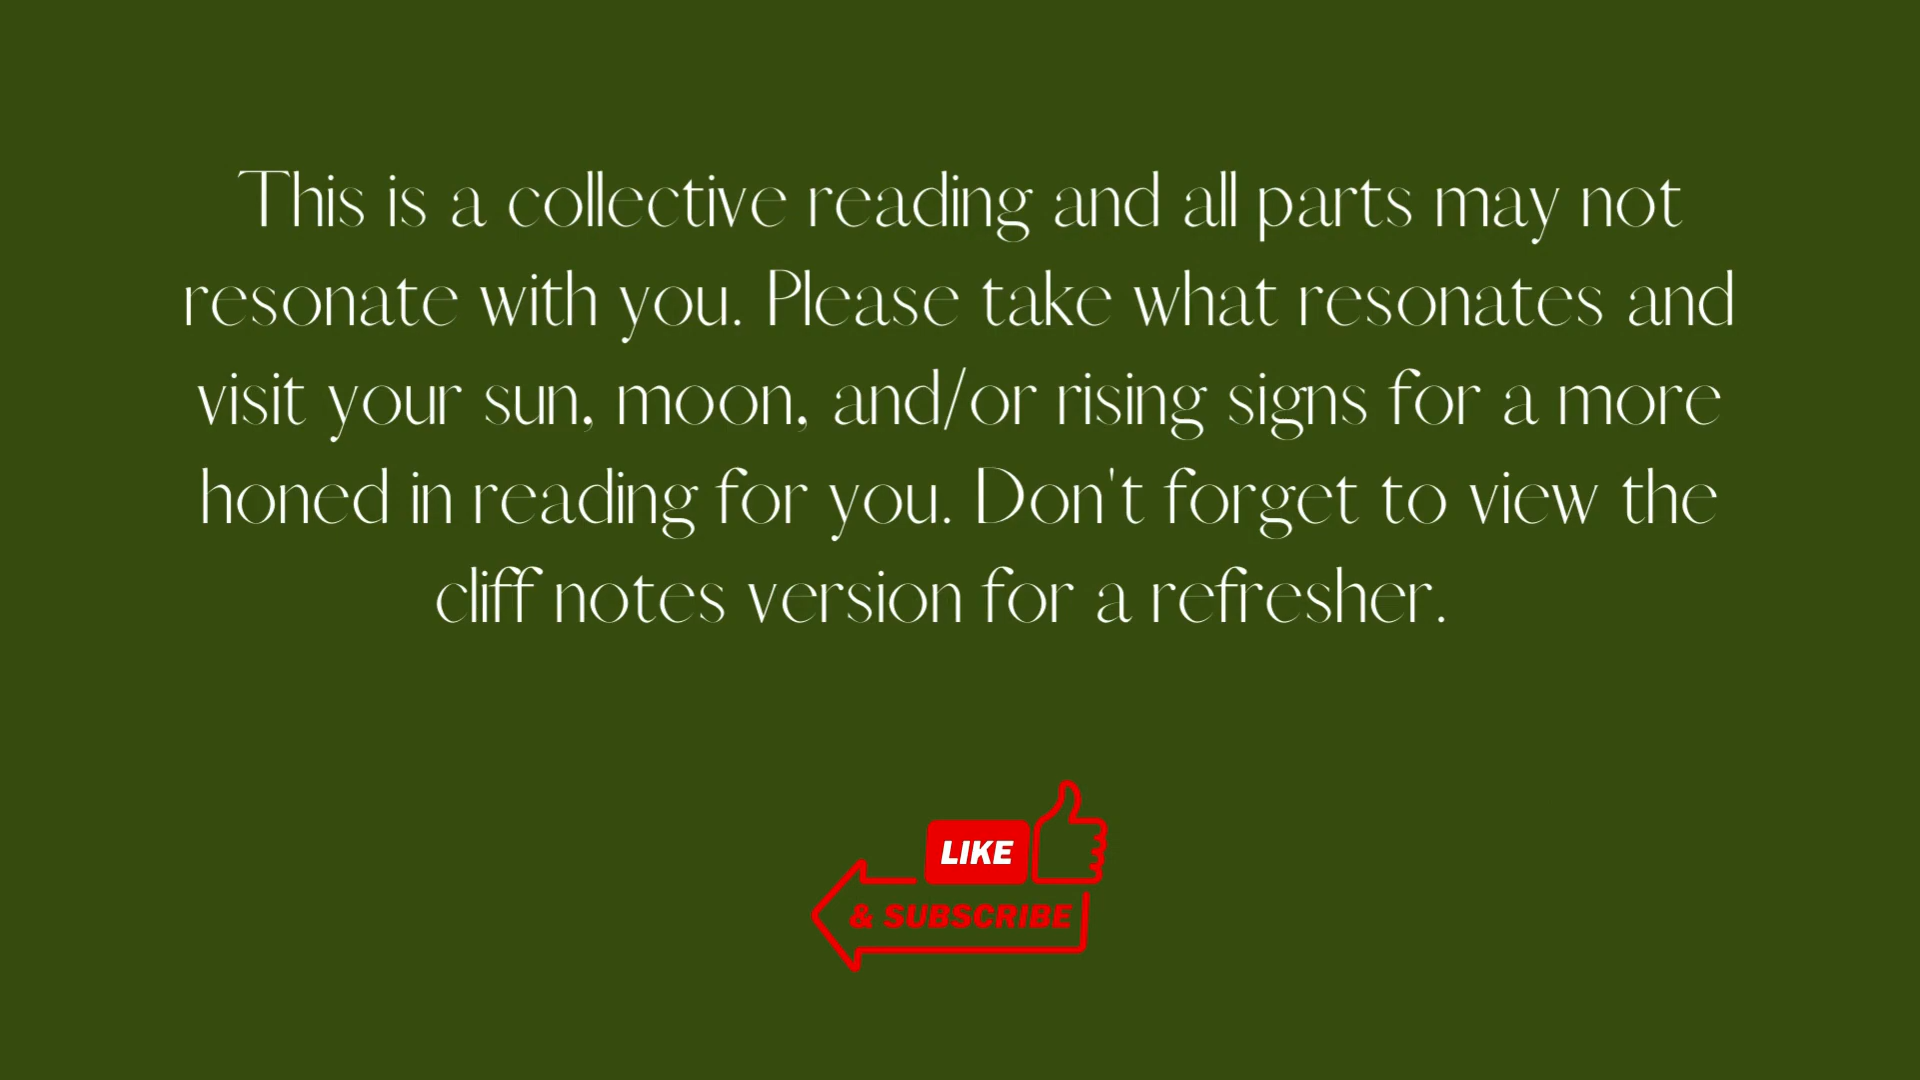 This is a collective reading and all parts may not
resonate with you. Please take what resonates and
visit your sun, moon, and/or rising signs for a more
honed in reading for you. Don't forget to view the
cliff notes version for a refresher.
LIKE
& SUBSCRIBE